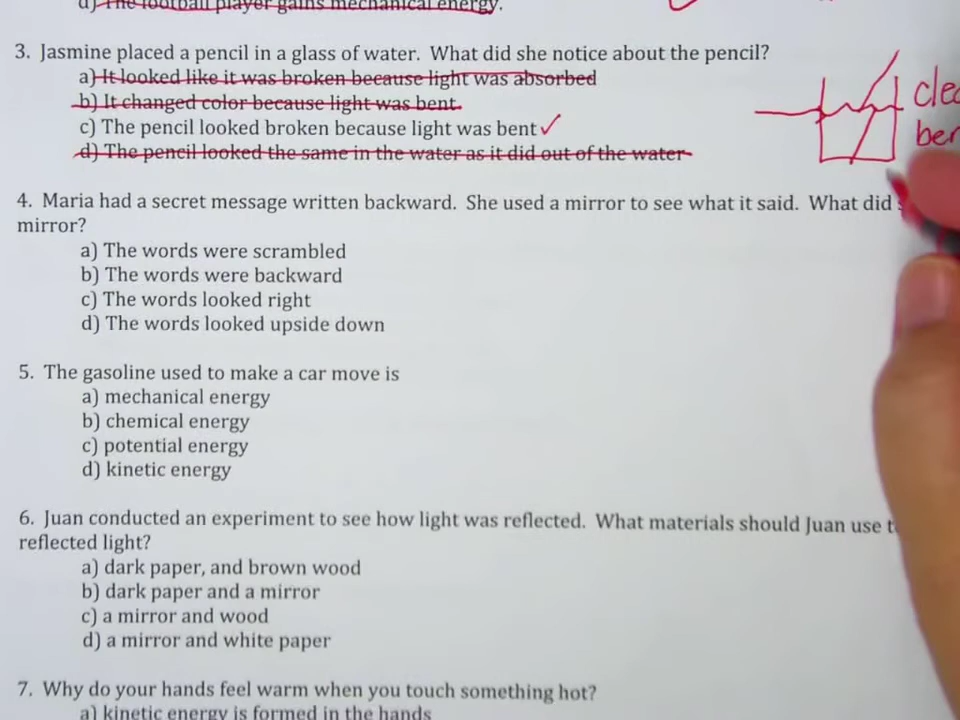 d) The football player gains mechanical energy.
3. Jasmine placed a pencil in a glass of water. What did she notice about the pencil?
a) It looked like it was broken because light was absorbed
b) It changed color because light was bent.
c) The pencil looked broken because light was bent
d) The pencil looked the same in the water as it did out of the water
4. Maria had a secret message written backward. She used a mirror to see what it said. What did
mirror?
a) The words were scrambled
b) The words were backward
c) The words looked right
d) The words looked upside down
5. The gasoline used to make a car move is
a) mechanical energy
b) chemical energy
c) potential energy
d) kinetic energy
6. Juan conducted an experiment to see how light was reflected. What materials should Juan use
reflected light?
a) dark paper, and brown wood
b) dark paper and a mirror
c) a mirror and wood
d) a mirror and white paper
7. Why do your hands feel warm when you touch something hot?
a) kinetic energy is formed in the hands